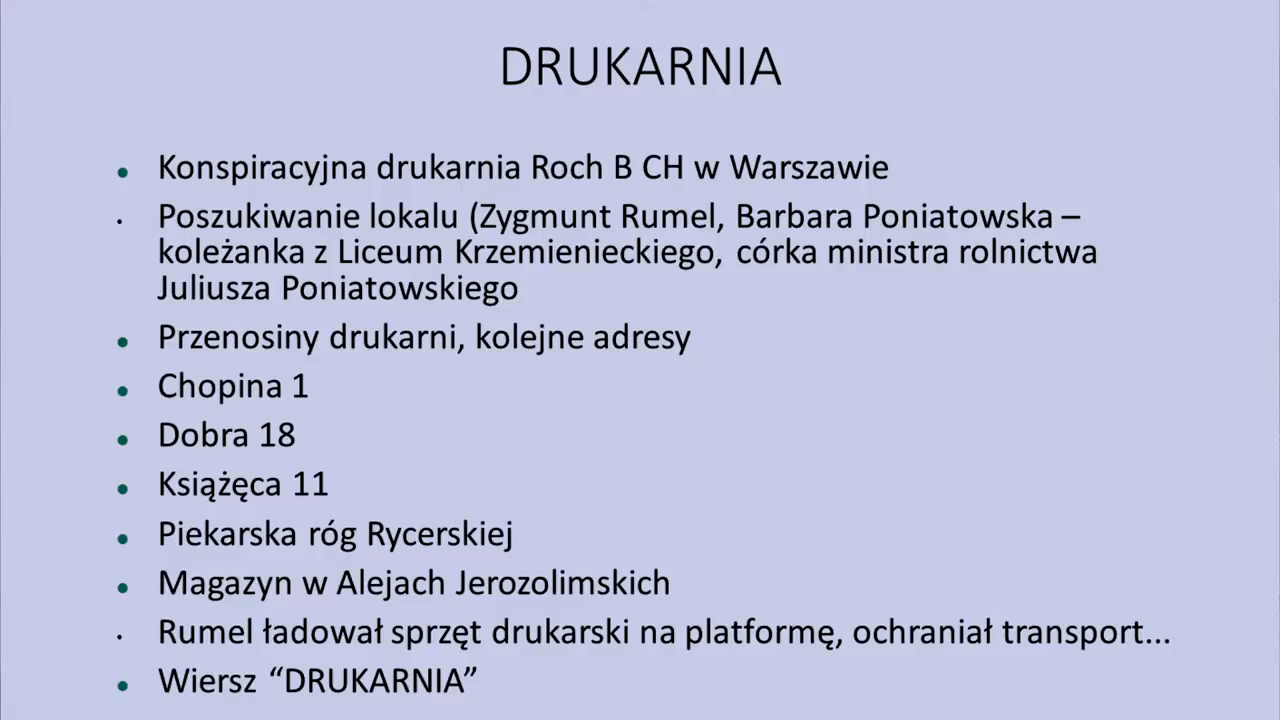 DRUKARNIA
Konspiracyjna drukarnia Roch B CH w Warszawie
Poszukiwanie lokalu (Zygmunt Rumel, Barbara Poniatowska –
koleżanka z Liceum Krzemienieckiego, córka ministra rolnictwa
Juliusza Poniatowskiego
Przenosiny drukarni, kolejne adresy
Chopina 1
Dobra 18
Książęca 11
Piekarska róg Rycerskiej
Magazyn w Alejach Jerozolimskich
Rumel ładował sprzęt drukarski na platformę, ochraniał transport...
Wiersz “DRUKARNIA”